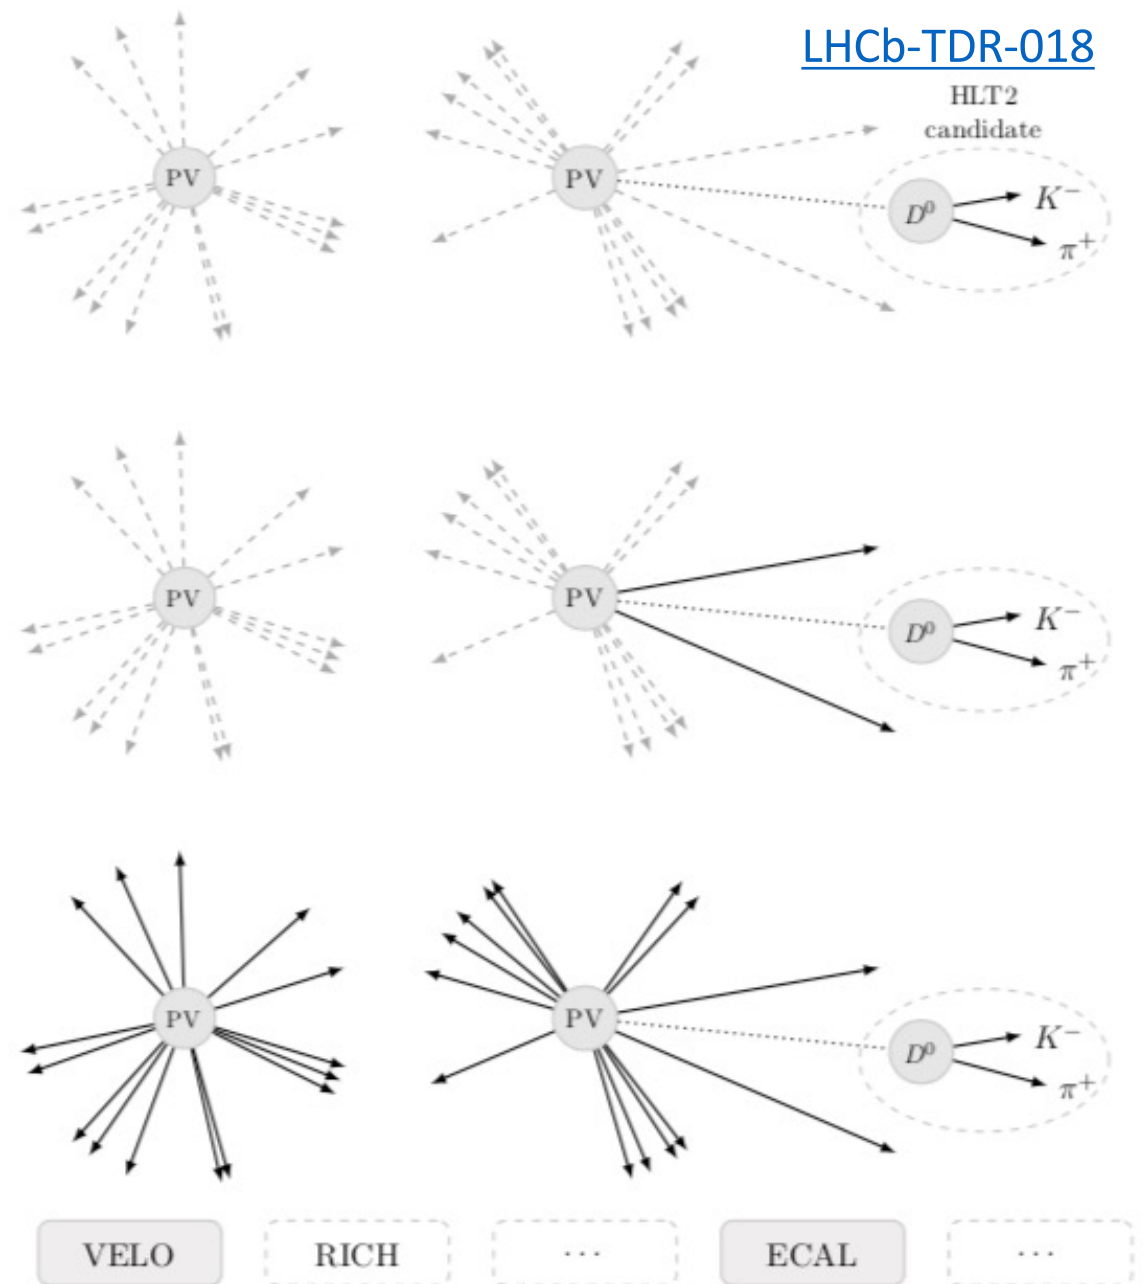 LHCb-TDR-018
HLT2
candidate
PV
PV
D⁰
K⁻
π⁺
PV
PV
D⁰
K⁻
π⁺
PV
PV
D⁰
K⁻
π⁺
VELO
RICH
···
ECAL
···